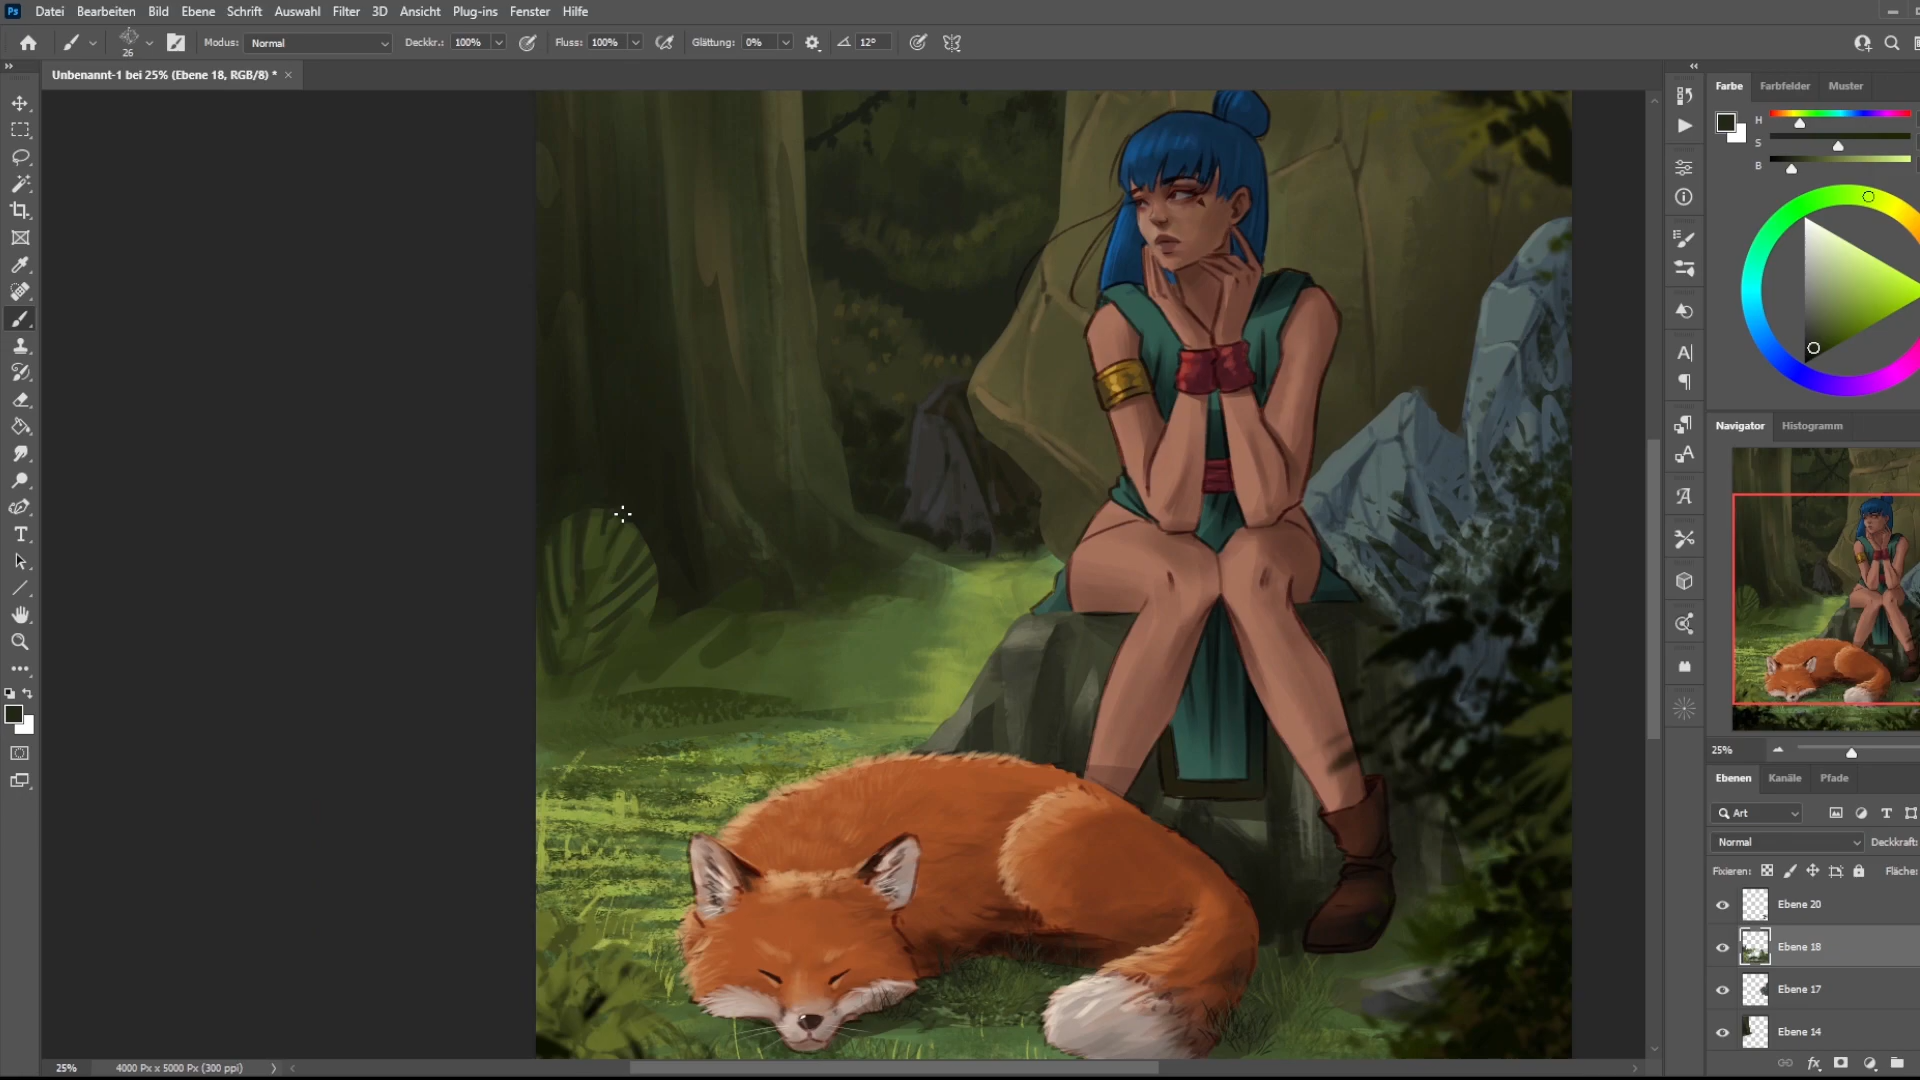 Ps Datei Bearbeiten Bild Ebene Schrift Auswahl Filter 3D Ansicht Plug-ins Fenster Hilfe
26 Modus: Normal Deckkr.: 100% Fluss: 100% Glättung: 0% 12°
Unbenannt-1 bei 25% (Ebene 18, RGB/8) * ×
Farbe Farbfelder Muster
H
S
B
Navigator Histogramm
25%
Ebenen Kanäle Pfade
Art
Normal Deckkraft:
Fixieren: Fläche:
Ebene 20
Ebene 18
Ebene 17
Ebene 14
fx
25% 4000 Px x 5000 Px (300 ppi)